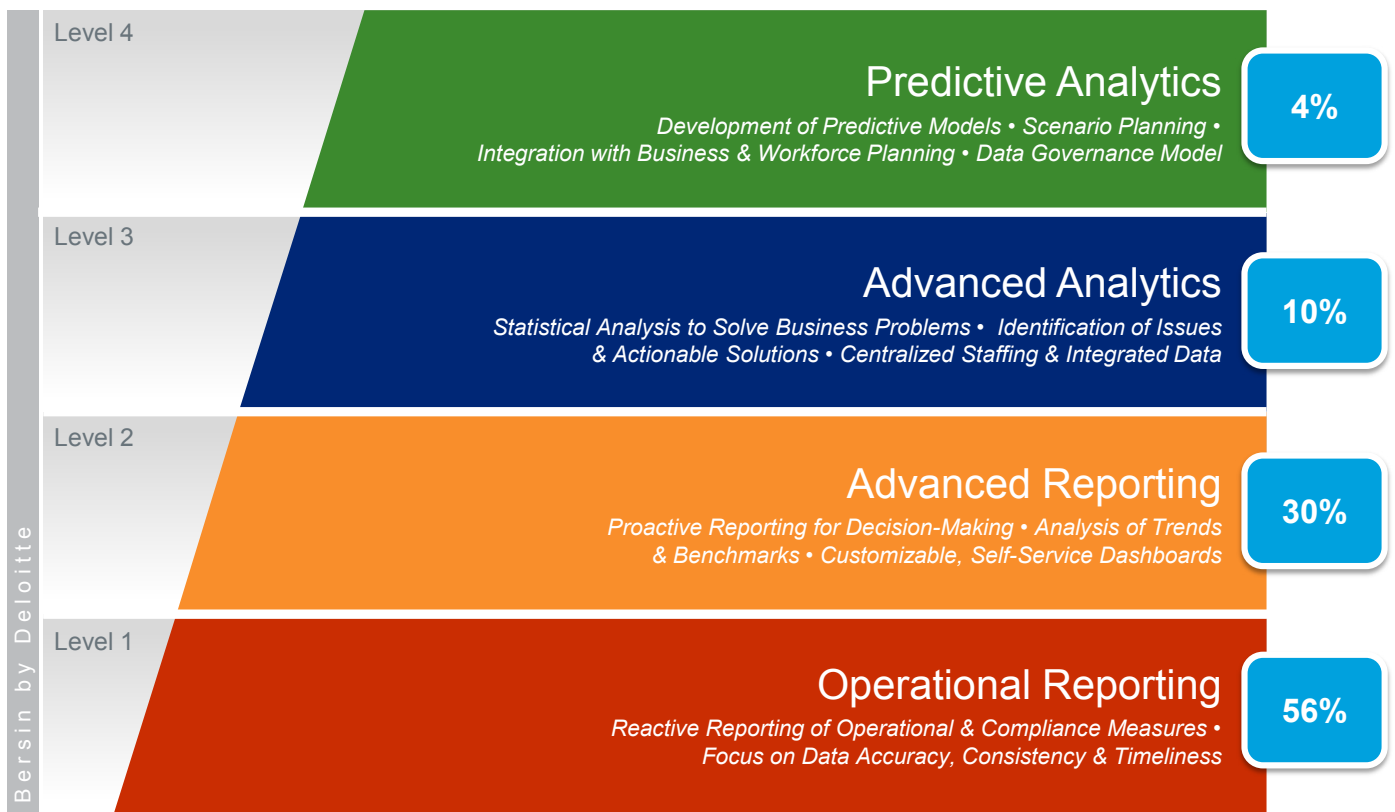 Level 4
Predictive Analytics
Development of Predictive Models • Scenario Planning •
Integration with Business & Workforce Planning • Data Governance Model
4%
Level 3
Advanced Analytics
Statistical Analysis to Solve Business Problems • Identification of Issues
& Actionable Solutions • Centralized Staffing & Integrated Data
10%
Level 2
Advanced Reporting
Proactive Reporting for Decision-Making • Analysis of Trends
& Benchmarks • Customizable, Self-Service Dashboards
30%
Level 1
Operational Reporting
Reactive Reporting of Operational & Compliance Measures •
Focus on Data Accuracy, Consistency & Timeliness
56%
Bersin by Deloitte